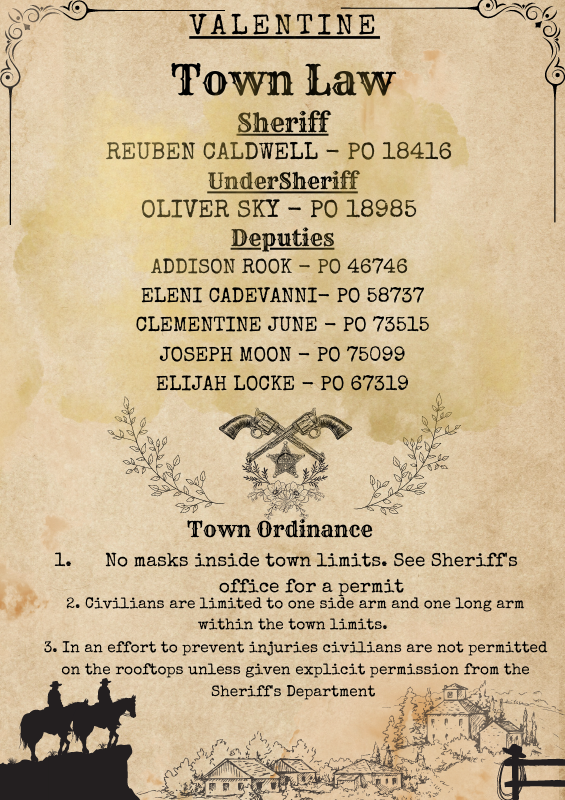 VALENTINE
Town Law
Sheriff
REUBEN CALDWELL – PO 18416
UnderSheriff
OLIVER SKY – PO 18985
Deputies
ADDISON ROOK – PO 46746
ELENI CADEVANNI– PO 58737
CLEMENTINE JUNE – PO 73515
JOSEPH MOON – PO 75099
ELIJAH LOCKE – PO 67319
Town Ordinance
1. No masks inside town limits. See Sheriff's
office for a permit
2. Civilians are limited to one side arm and one long arm
within the town limits.
3. In an effort to prevent injuries civilians are not permitted
on the rooftops unless given explicit permission from the
Sheriff's Department